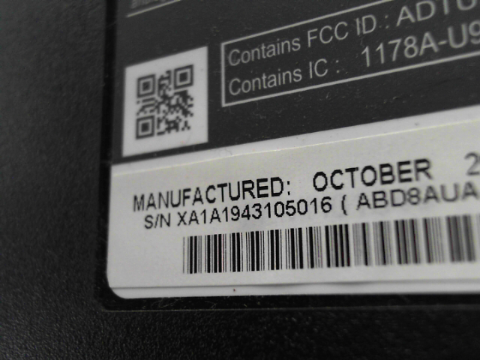 Contains FCC ID : ADTU
Contains IC : 1178A-U9
MANUFACTURED: OCTOBER 2
S/N XA1A1943105016 ( ABD8AUA